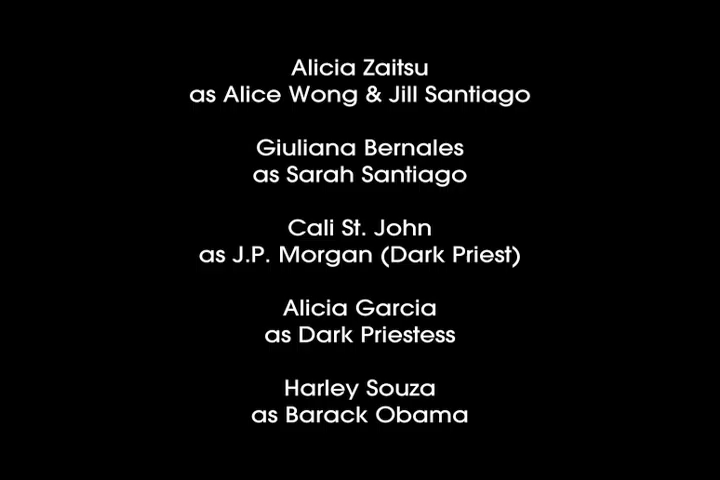 Alicia Zaitsu
as Alice Wong & Jill Santiago
Giuliana Bernales
as Sarah Santiago
Cali St. John
as J.P. Morgan (Dark Priest)
Alicia Garcia
as Dark Priestess
Harley Souza
as Barack Obama